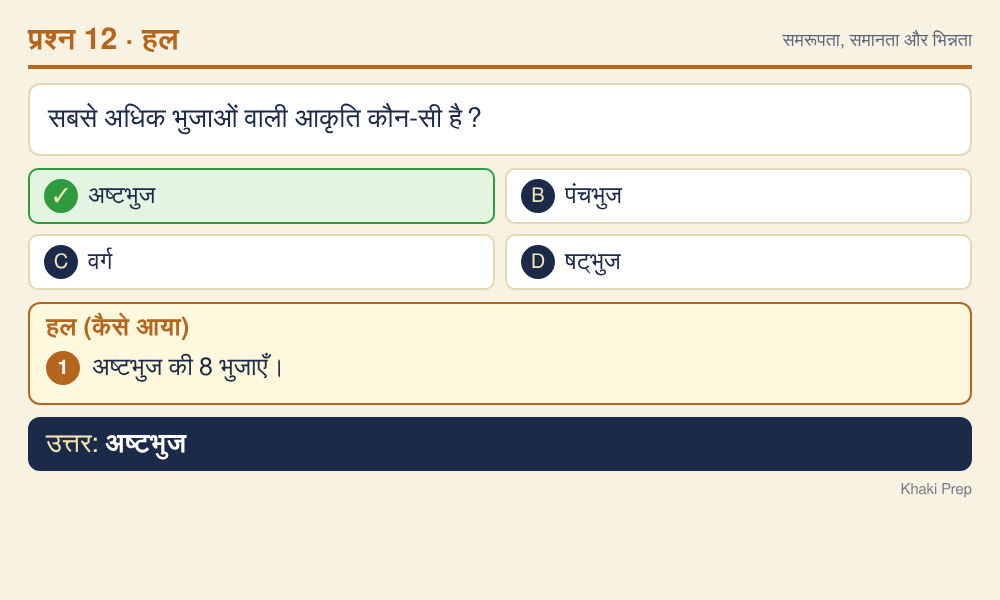 प्रश्न 12 · हल
समरूपता, समानता और भिन्नता
सबसे अधिक भुजाओं वाली आकृति कौन-सी है ?
✓ अष्टभुज
B पंचभुज
C वर्ग
D षट्भुज
हल (कैसे आया)
1 अष्टभुज की 8 भुजाएँ।
उत्तर: अष्टभुज
Khaki Prep